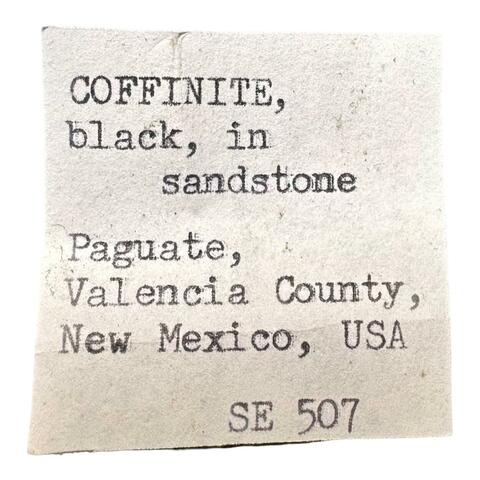 COFFINITE,
black, in
sandstone
Paguate,
Valencia County,
New Mexico, USA
SE 507